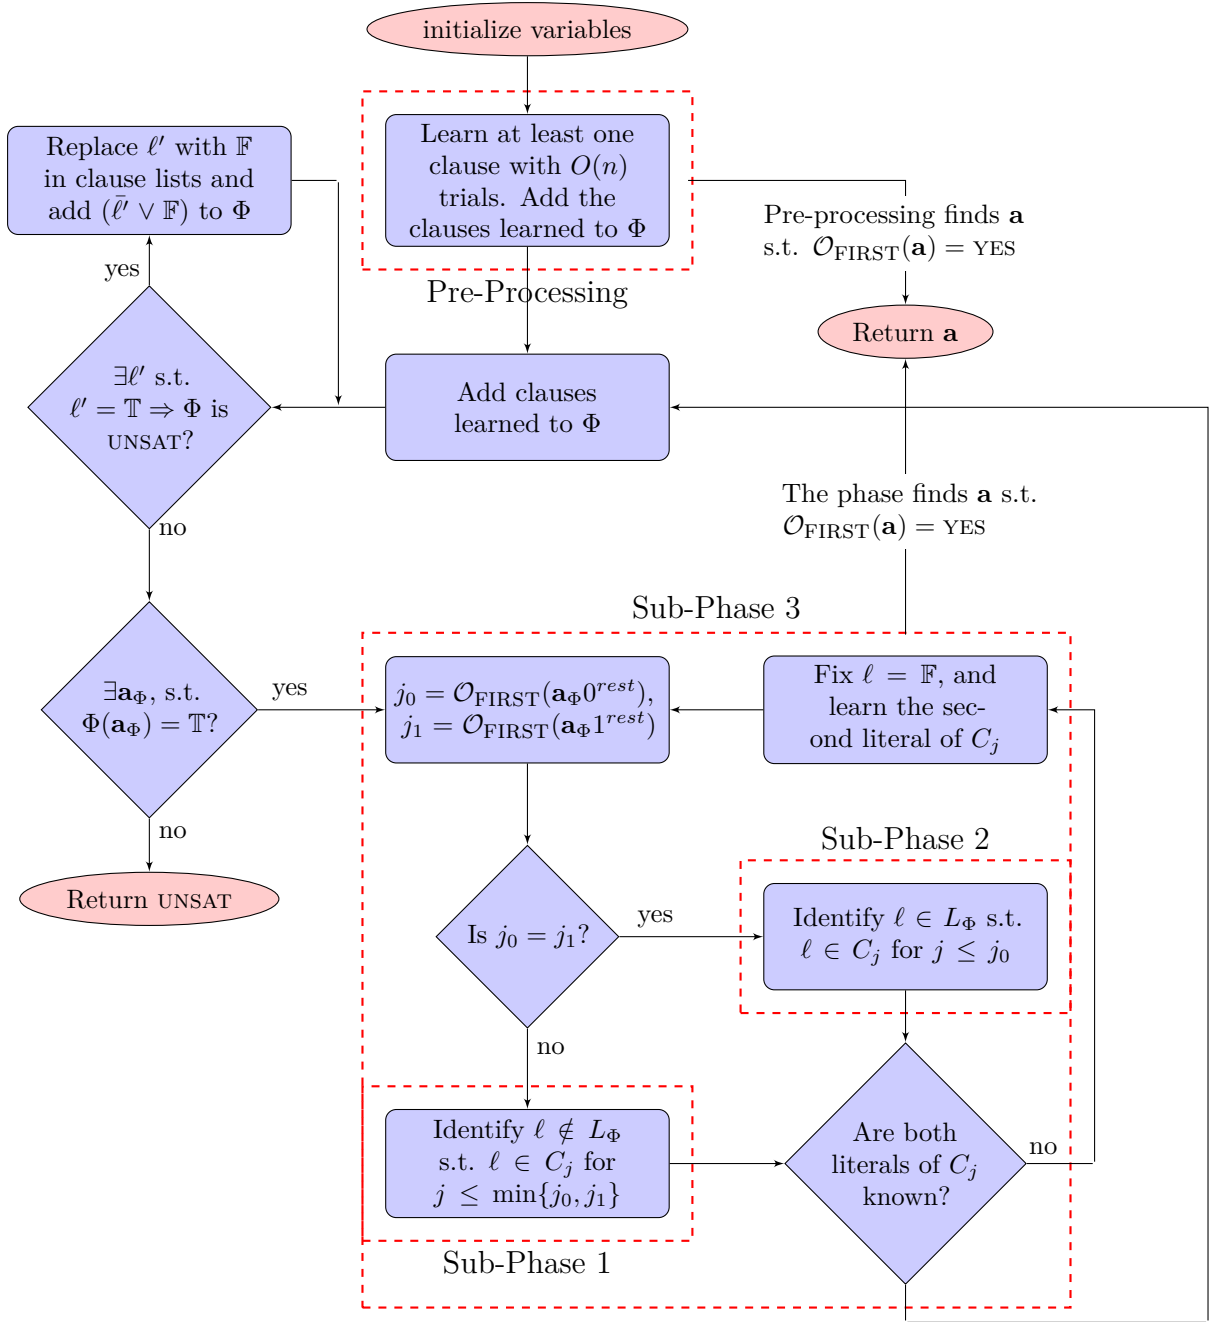 initialize variables
Learn at least one
clause with O(n)
trials. Add the
clauses learned to Φ
Pre-Processing
Replace ℓ′ with 𝔽
in clause lists and
add (ℓ̄′ ∨ 𝔽) to Φ
yes
Pre-processing finds a
s.t. 𝒪FIRST(a) = YES
Return a
∃ℓ′ s.t.
ℓ′ = 𝕋 ⇒ Φ is
UNSAT?
no
Add clauses
learned to Φ
The phase finds a s.t.
𝒪FIRST(a) = YES
Sub-Phase 3
∃aΦ, s.t.
Φ(aΦ) = 𝕋?
yes
no
Return UNSAT
j₀ = 𝒪FIRST(aΦ0^rest),
j₁ = 𝒪FIRST(aΦ1^rest)
Fix ℓ = 𝔽, and
learn the sec-
ond literal of Cⱼ
Is j₀ = j₁?
yes
no
Sub-Phase 2
Identify ℓ ∈ LΦ s.t.
ℓ ∈ Cⱼ for j ≤ j₀
Identify ℓ ∉ LΦ
s.t. ℓ ∈ Cⱼ for
j ≤ min{j₀, j₁}
Sub-Phase 1
Are both
literals of Cⱼ
known?
no